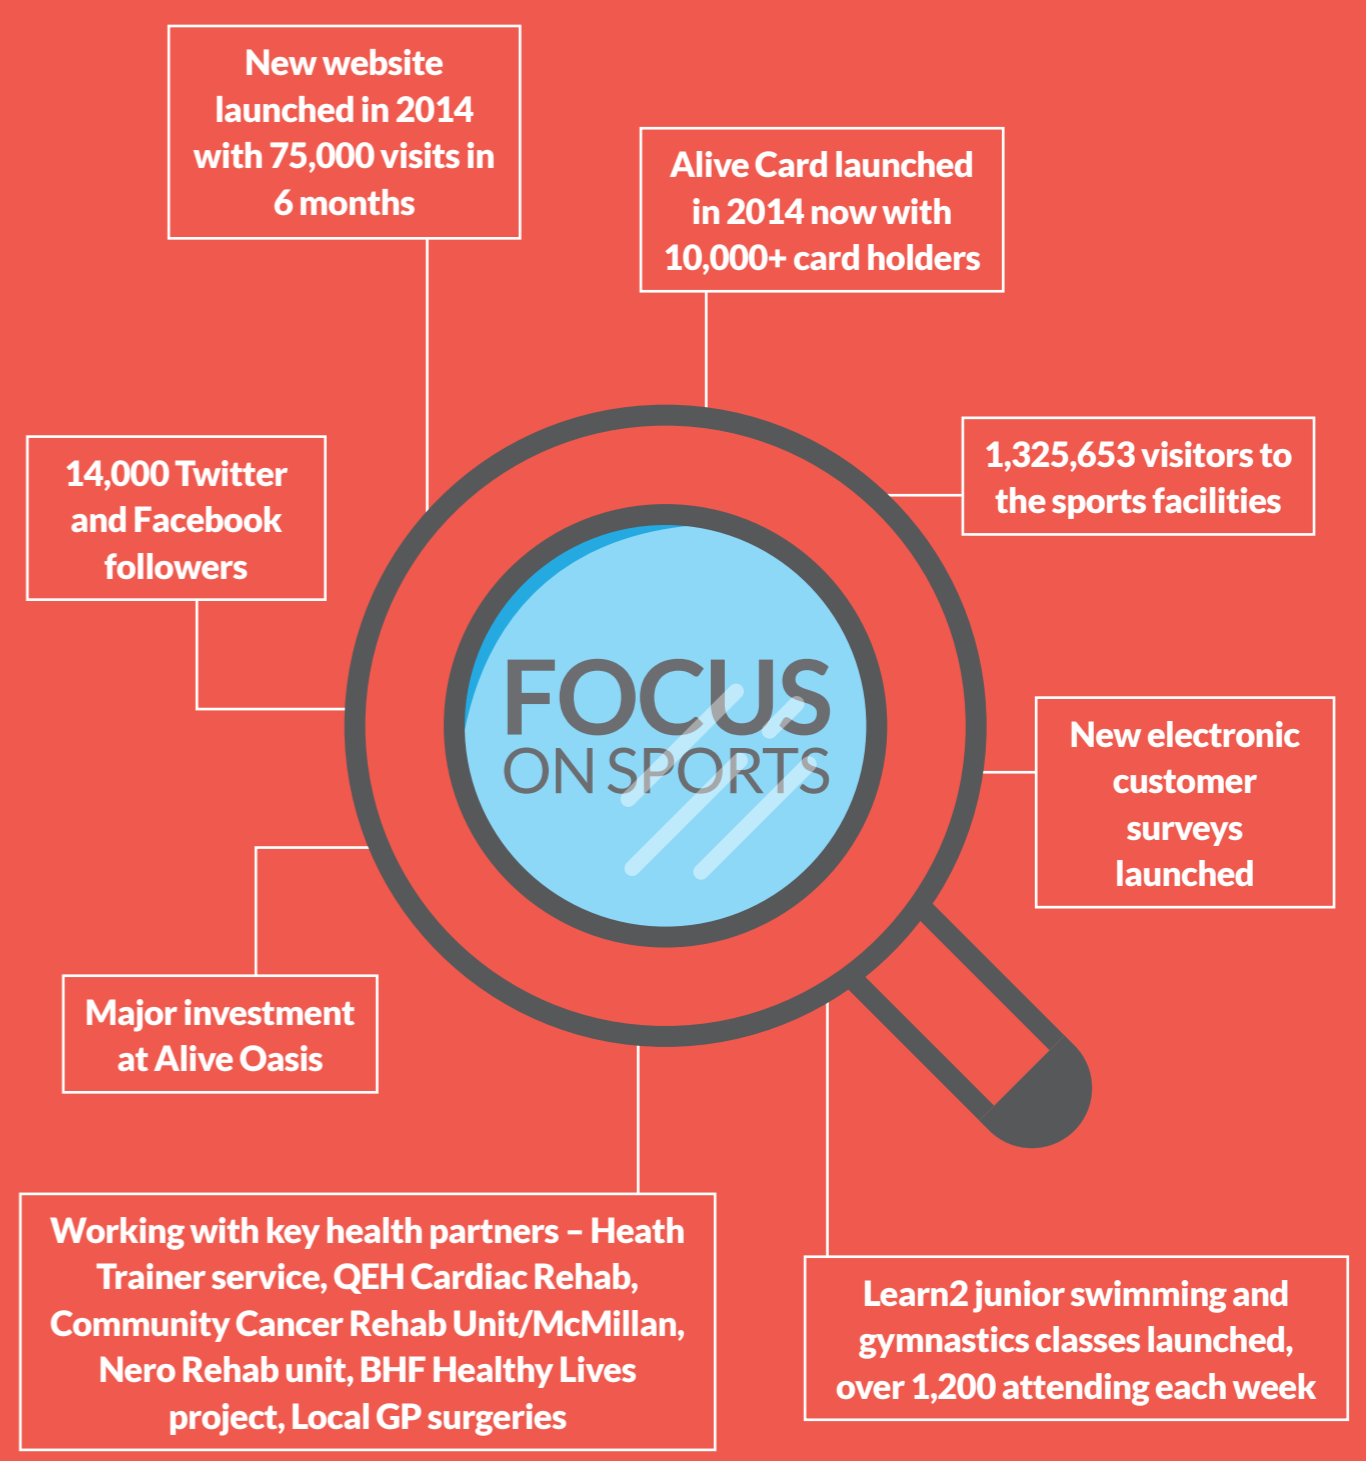 New website
launched in 2014
with 75,000 visits in
6 months
Alive Card launched
in 2014 now with
10,000+ card holders
14,000 Twitter
and Facebook
followers
1,325,653 visitors to
the sports facilities
FOCUS
ON SPORTS
New electronic
customer
surveys
launched
Major investment
at Alive Oasis
Working with key health partners – Heath
Trainer service, QEH Cardiac Rehab,
Community Cancer Rehab Unit/McMillan,
Nero Rehab unit, BHF Healthy Lives
project, Local GP surgeries
Learn2 junior swimming and
gymnastics classes launched,
over 1,200 attending each week